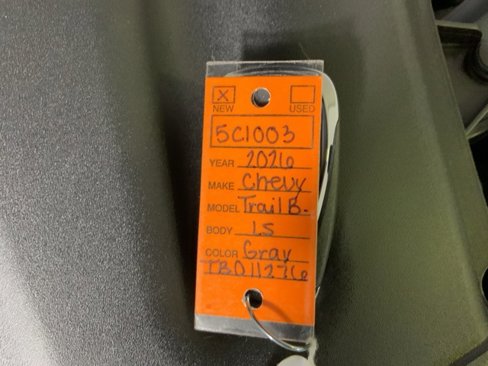 X
NEW USED
5C1003
YEAR 2026
MAKE Chevy
MODEL Trail B.
BODY LS
COLOR Gray
TB011276